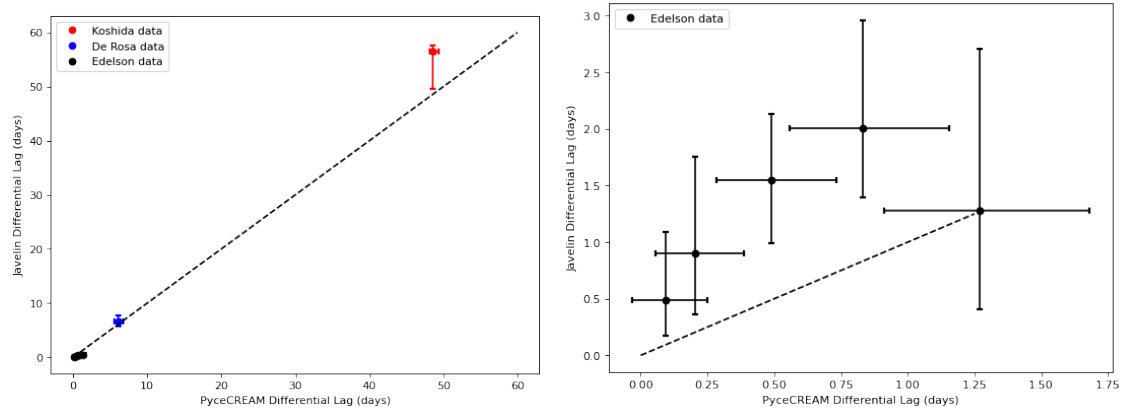 Koshida data
De Rosa data
Edelson data
60
50
40
30
20
10
0
Javelin Differential Lag (days)
0 10 20 30 40 50 60
PyceCREAM Differential Lag (days)
Edelson data
3.0
2.5
2.0
1.5
1.0
0.5
0.0
Javelin Differential Lag (days)
0.00 0.25 0.50 0.75 1.00 1.25 1.50 1.75
PyceCREAM Differential Lag (days)